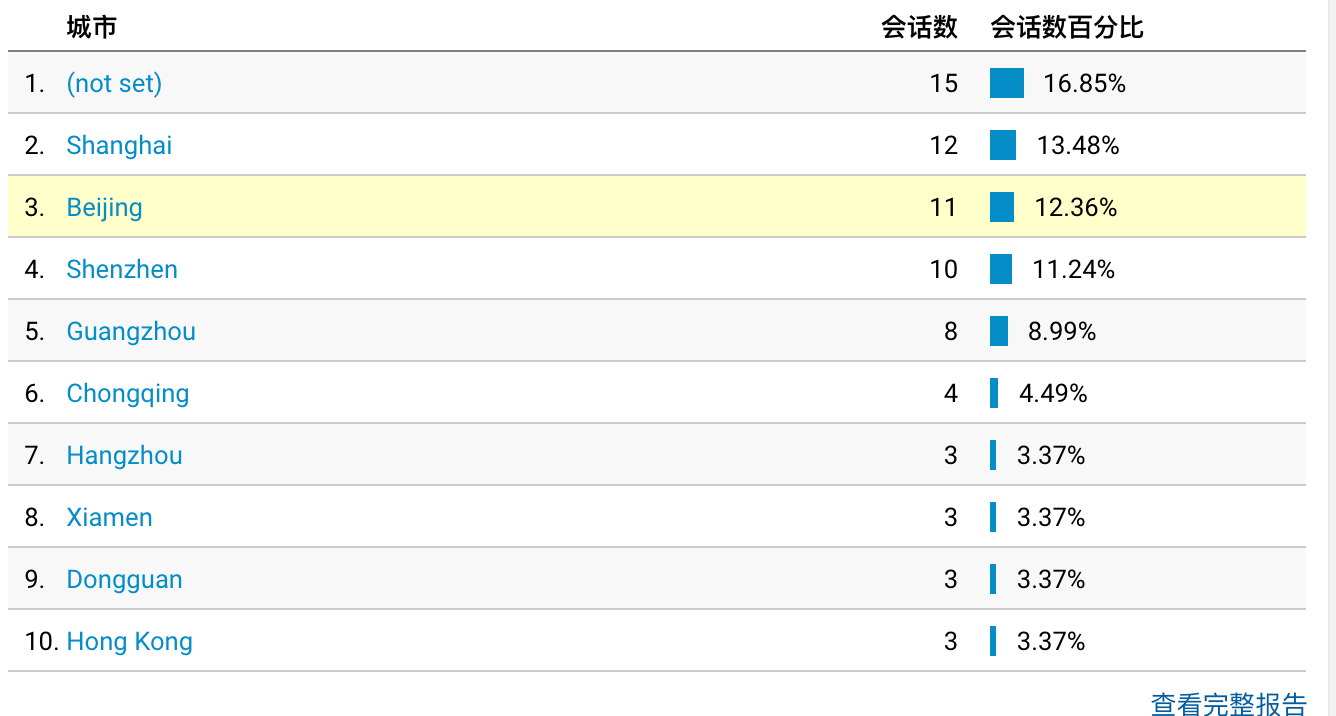 城市 会话数 会话数百分比
1. (not set) 15 16.85%
2. Shanghai 12 13.48%
3. Beijing 11 12.36%
4. Shenzhen 10 11.24%
5. Guangzhou 8 8.99%
6. Chongqing 4 4.49%
7. Hangzhou 3 3.37%
8. Xiamen 3 3.37%
9. Dongguan 3 3.37%
10. Hong Kong 3 3.37%
查看完整报告